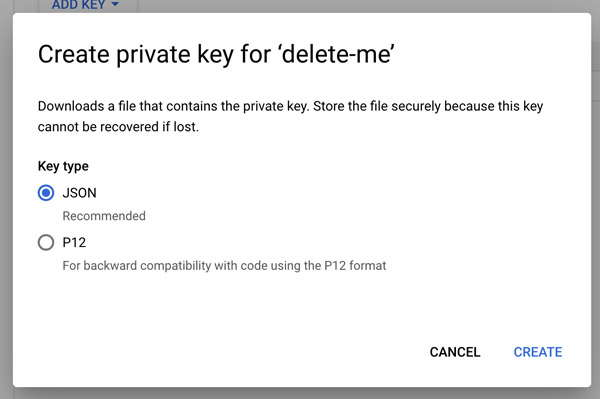 ADD KEY
Create private key for ‘delete-me’
Downloads a file that contains the private key. Store the file securely because this key
cannot be recovered if lost.
Key type
JSON
Recommended
P12
For backward compatibility with code using the P12 format
CANCEL
CREATE